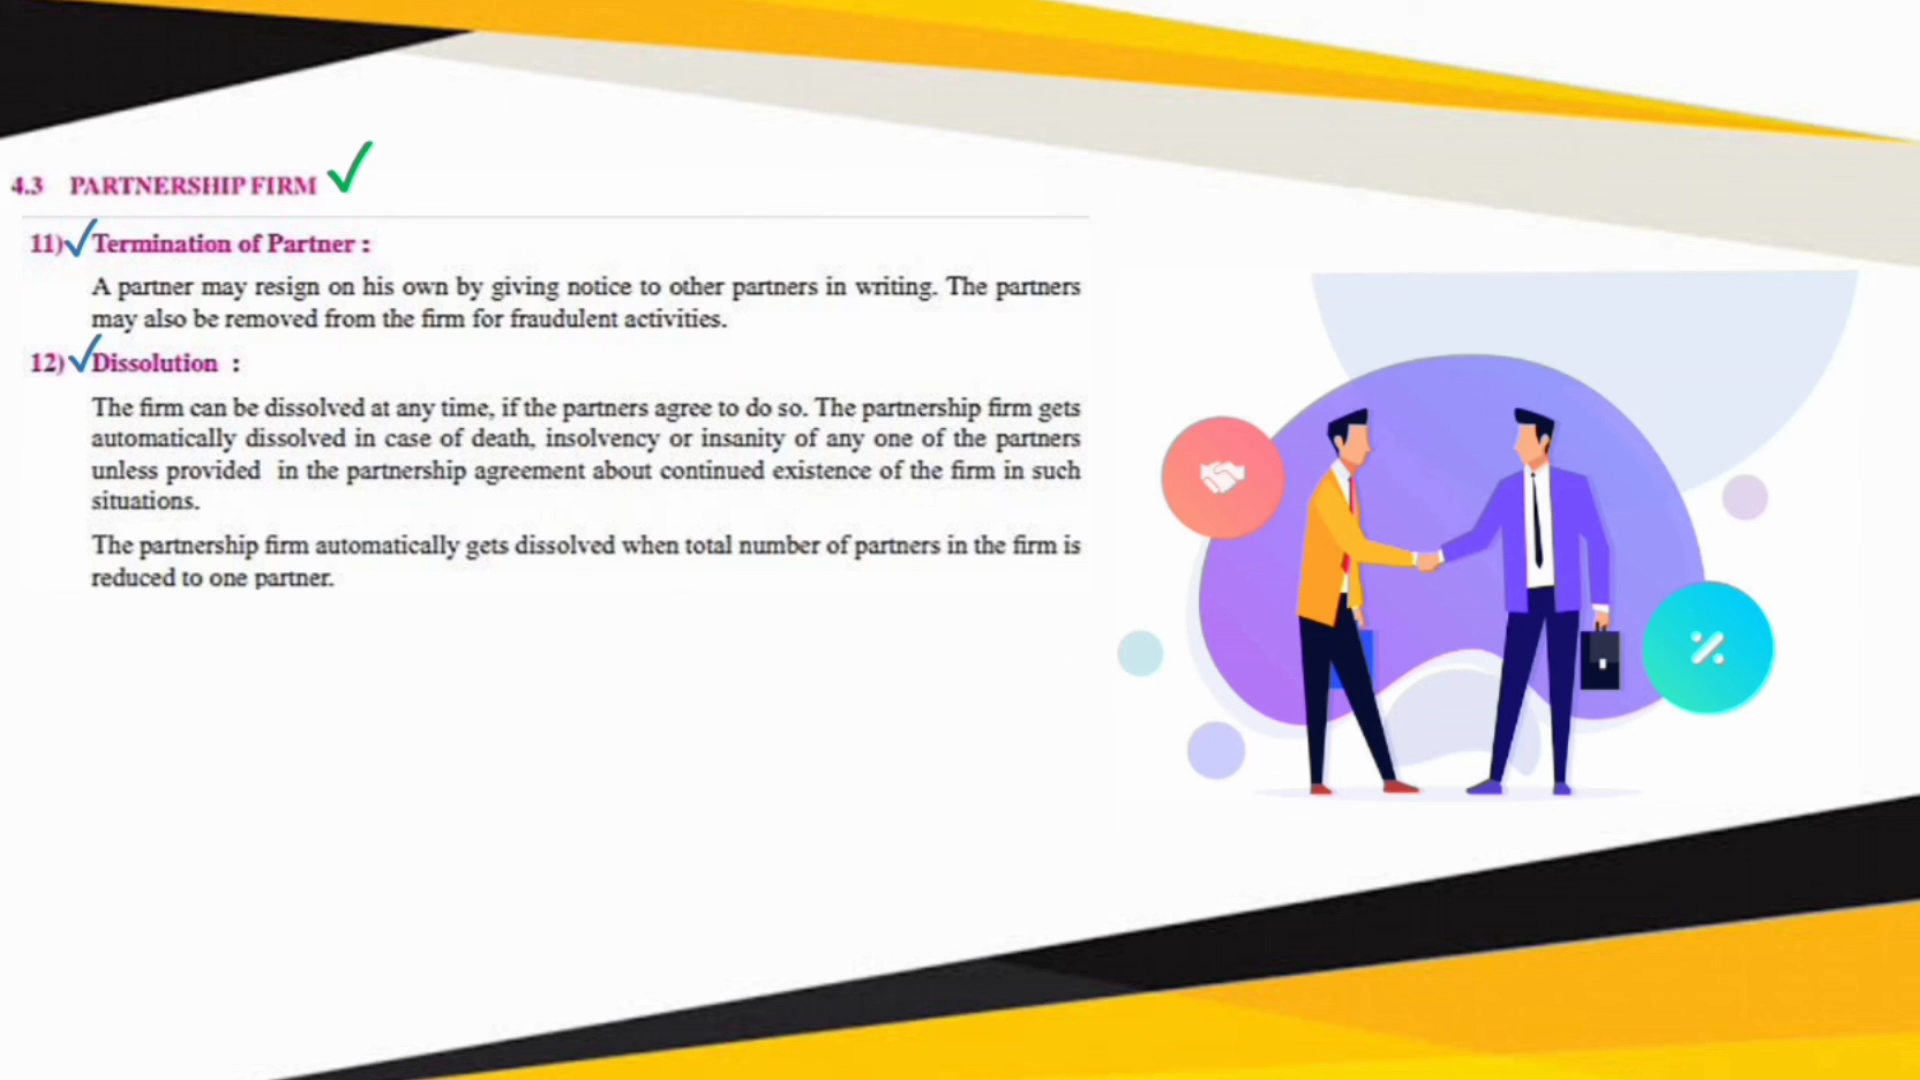 4.3 PARTNERSHIP FIRM
11) Termination of Partner :
A partner may resign on his own by giving notice to other partners in writing. The partners
may also be removed from the firm for fraudulent activities.
12) Dissolution :
The firm can be dissolved at any time, if the partners agree to do so. The partnership firm gets
automatically dissolved in case of death, insolvency or insanity of any one of the partners
unless provided in the partnership agreement about continued existence of the firm in such
situations.
The partnership firm automatically gets dissolved when total number of partners in the firm is
reduced to one partner.
%